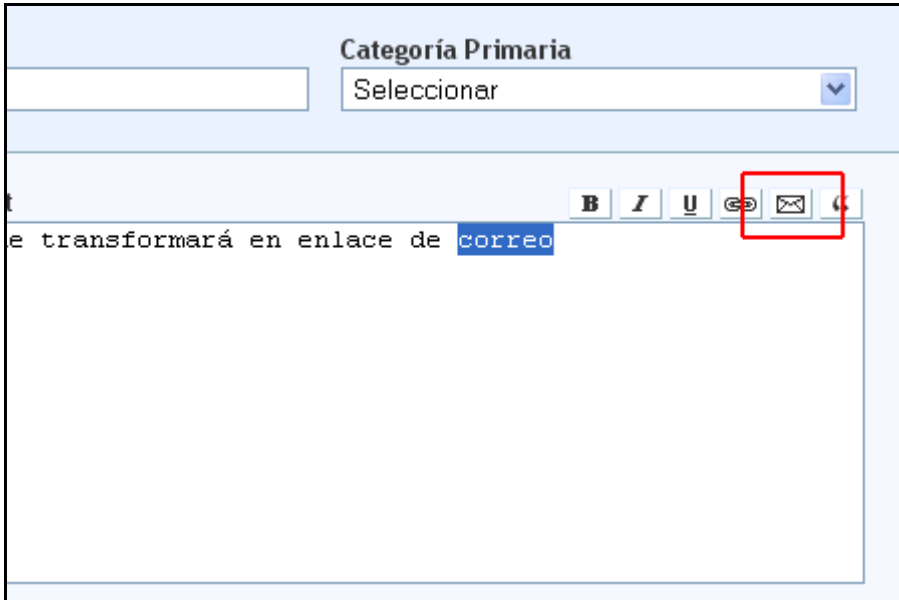 Categoría Primaria
Seleccionar
t B I U “
e transformará en enlace de correo